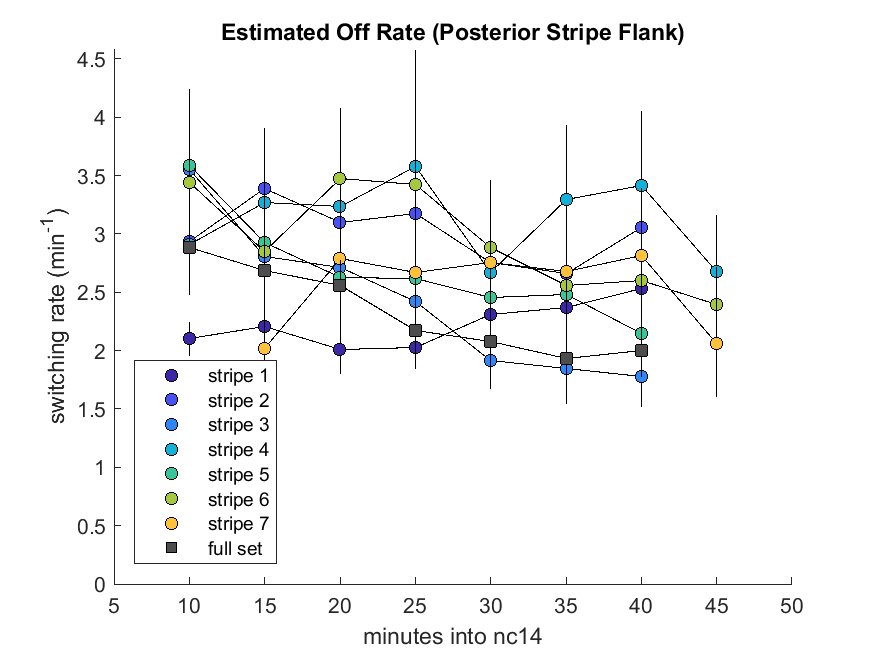 Estimated Off Rate (Posterior Stripe Flank)
4.5
4
3.5
3
2.5
2
1.5
1
0.5
0
switching rate (min⁻¹)
stripe 1
stripe 2
stripe 3
stripe 4
stripe 5
stripe 6
stripe 7
full set
5 10 15 20 25 30 35 40 45 50
minutes into nc14